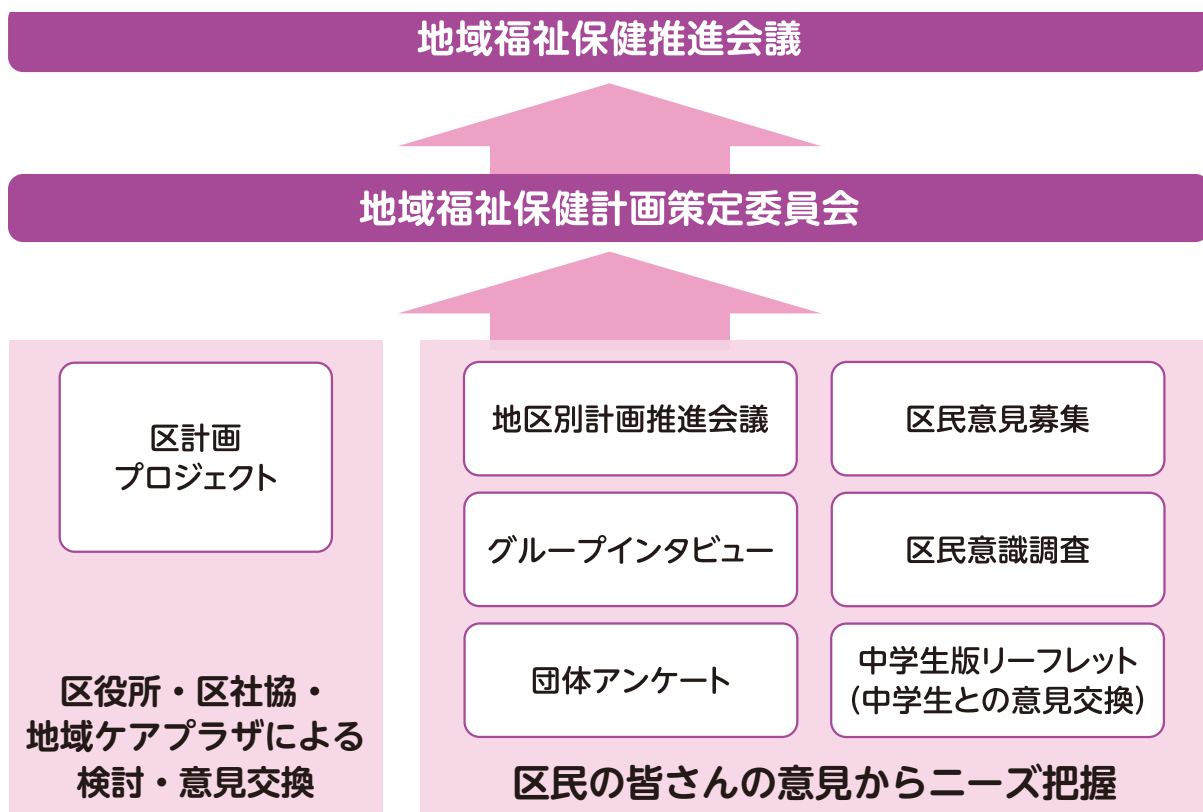 地域福祉保健推進会議
地域福祉保健計画策定委員会
区計画
プロジェクト
区役所・区社協・
地域ケアプラザによる
検討・意見交換
地区別計画推進会議
区民意見募集
グループインタビュー
区民意識調査
団体アンケート
中学生版リーフレット
(中学生との意見交換)
区民の皆さんの意見からニーズ把握